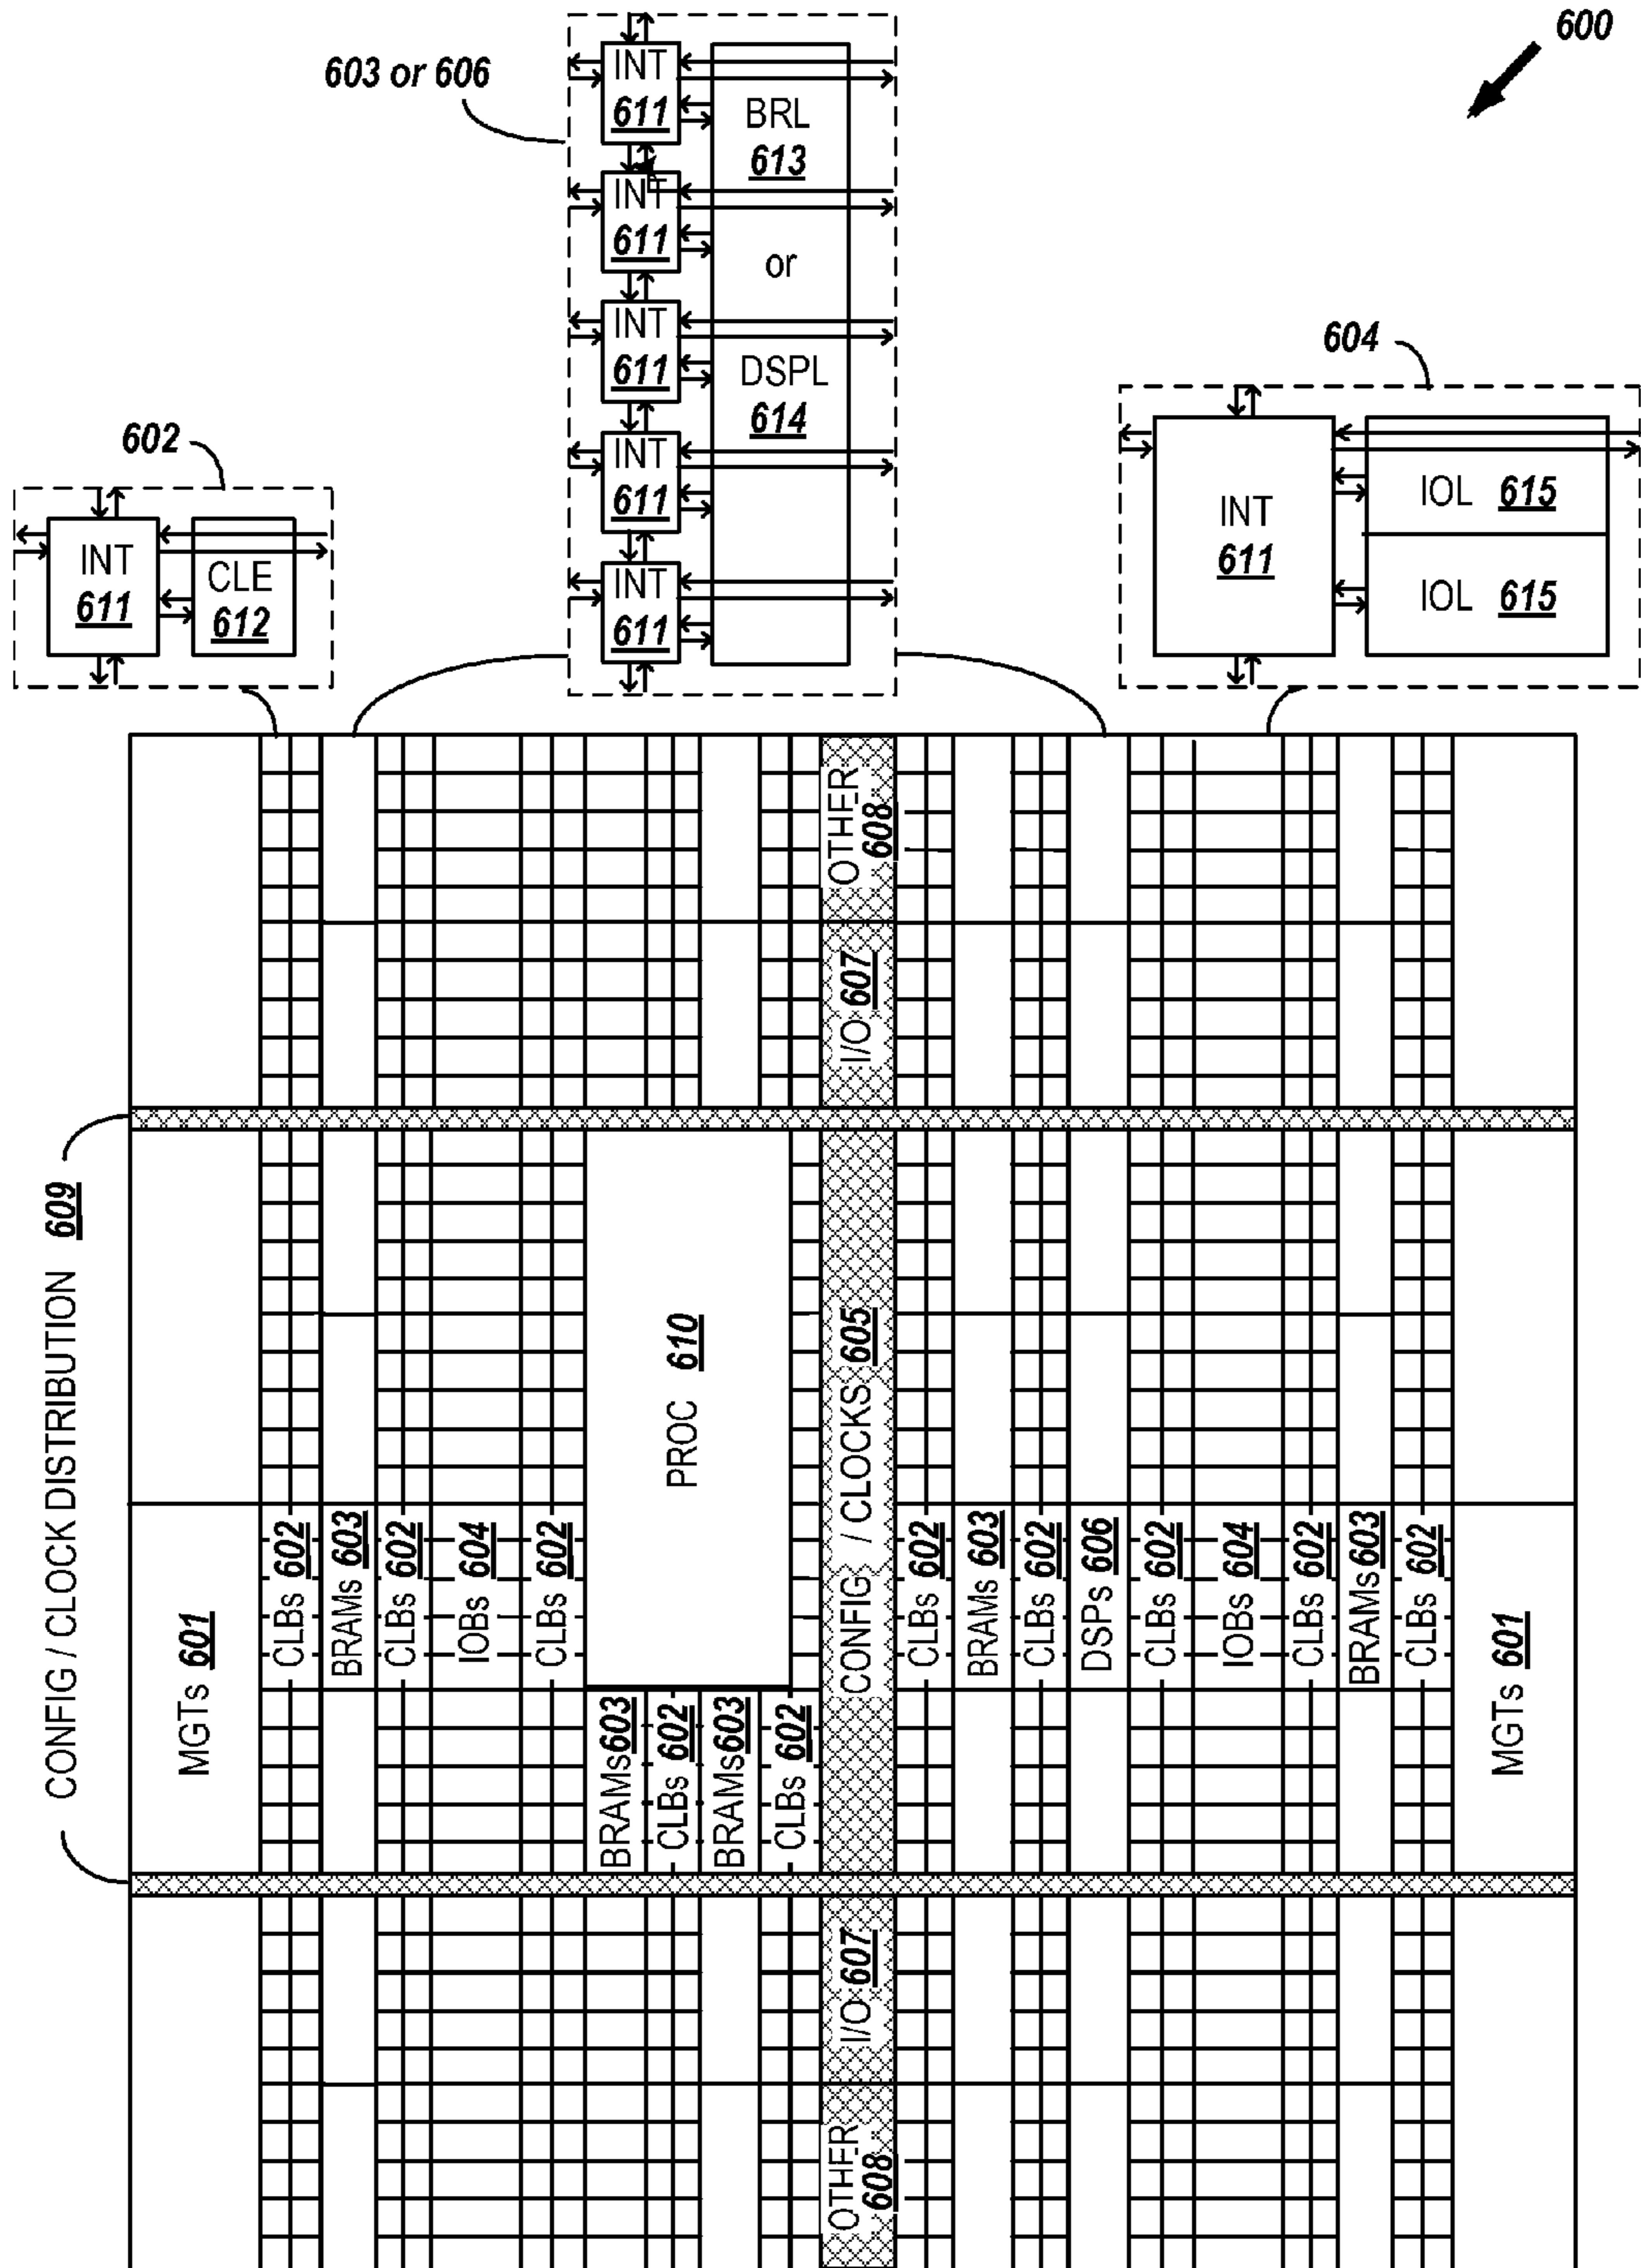 600
603 or 606
INT
611
INT
611
INT
611
INT
611
INT
611
BRL
613
or
DSPL
614
604
INT
611
IOL 615
IOL 615
602
INT
611
CLE
612
OTHER
608
I/O 607
CONFIG / CLOCK DISTRIBUTION 609
MGTs 601
CLBs 602
BRAMs 603
CLBs 602
IOBs 604
CLBs 602
PROC 610
BRAMs 603
CLBs 602
BRAMs 603
CLBs 602
CONFIG / CLOCKS 605
CLBs 602
BRAMs 603
CLBs 602
DSPs 606
CLBs 602
IOBs 604
CLBs 602
BRAMs 603
CLBs 602
MGTs 601
I/O 607
OTHER
608